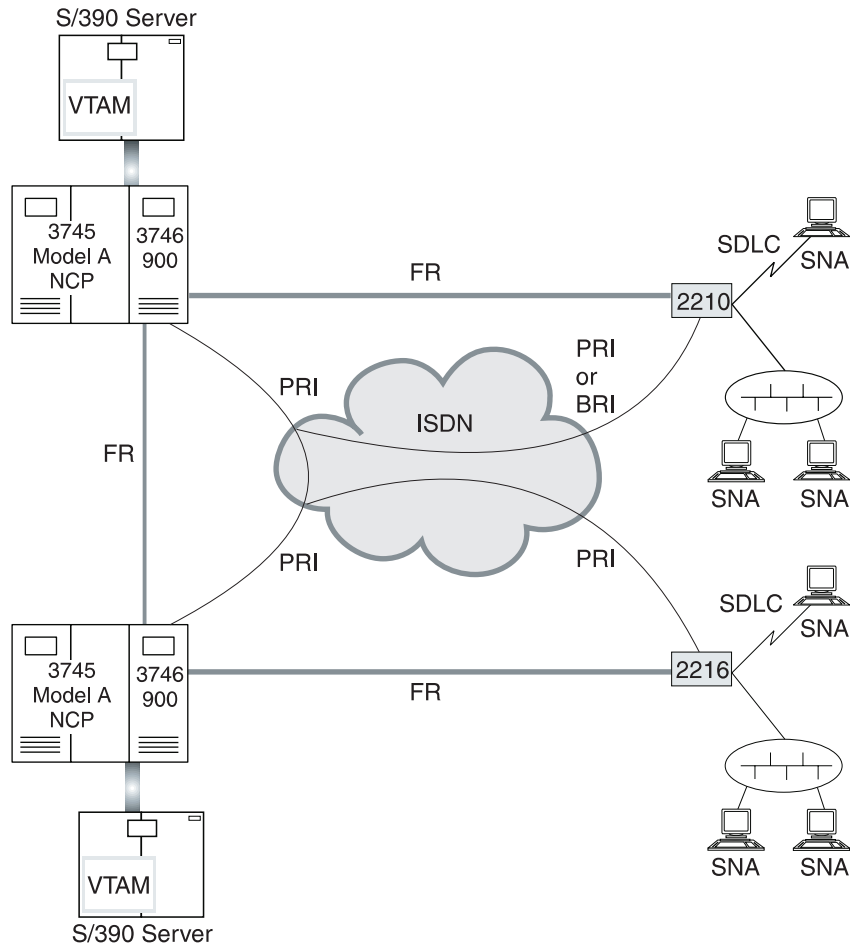 S/390 Server
VTAM
3745
Model A
NCP
3746
900
FR
2210
SDLC
SNA
PRI
PRI
or
BRI
ISDN
FR
SNA
SNA
PRI
PRI
SDLC
SNA
3745
Model A
NCP
3746
900
FR
2216
VTAM
SNA
SNA
S/390 Server